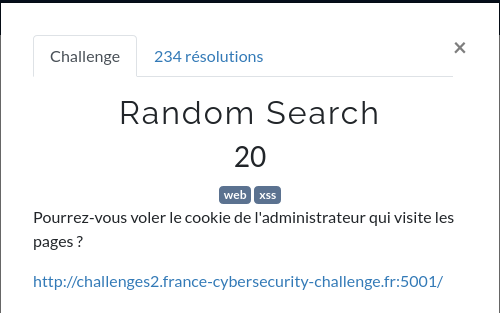 ×
Challenge 234 résolutions
Random Search
20
web xss
Pourrez-vous voler le cookie de l'administrateur qui visite les
pages ?
http://challenges2.france-cybersecurity-challenge.fr:5001/